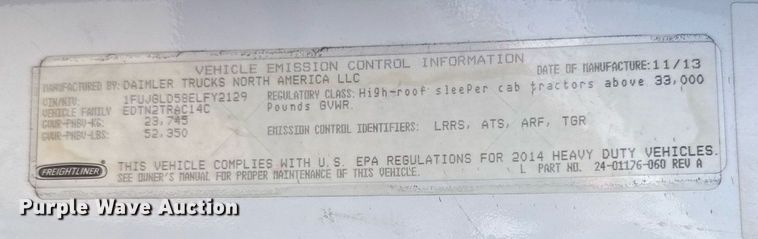 VEHICLE EMISSION CONTROL INFORMATION
MANUFACTURED BY: DAIMLER TRUCKS NORTH AMERICA LLC
DATE OF MANUFACTURE: 11/13
VIN/NIV: 1FUJGLD58ELFY2129
VEHICLE FAMILY EDTN2TRAC14C
GVWR-PNBV-KG: 23,745
GVWR-PNBV-LBS: 52,350
REGULATORY CLASS: High-roof sleeper cab tractors above 33,000
Pounds GVWR.
EMISSION CONTROL IDENTIFIERS: LRRS, ATS, ARF, TGR
FREIGHTLINER
THIS VEHICLE COMPLIES WITH U.S. EPA REGULATIONS FOR 2014 HEAVY DUTY VEHICLES.
SEE OWNER'S MANUAL FOR PROPER MAINTENANCE OF THIS VEHICLE. L PART NO. 24-01176-060 REV A
Purple Wave Auction